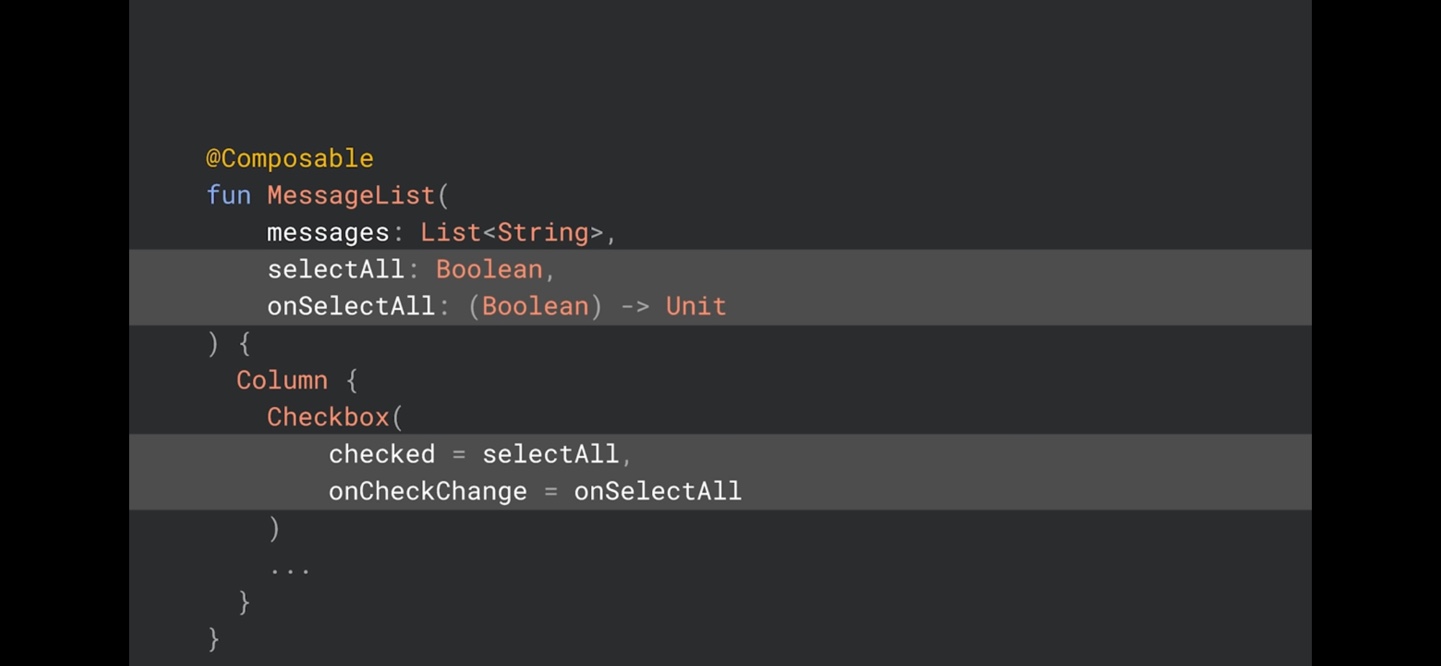 @Composable
fun MessageList(
    messages: List<String>,
    selectAll: Boolean,
    onSelectAll: (Boolean) -> Unit
) {
  Column {
    Checkbox(
        checked = selectAll,
        onCheckChange = onSelectAll
    )
    ...
  }
}